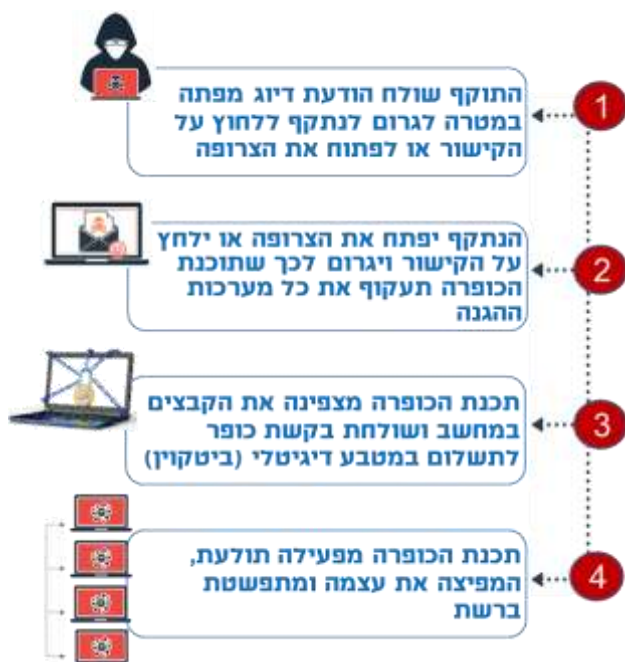 1
התוקף שולח הודעת דיוג מפתה
במטרה לגרום לנתקף ללחוץ על
הקישור או לפתוח את הצרופה
2
הנתקף יפתח את הצרופה או ילחץ
על הקישור ויגרום לכך שתוכנת
הכופרה תעקוף את כל מערכות
ההגנה
3
תכנת הכופרה מצפינה את הקבצים
במחשב ושולחת בקשת כופר
לתשלום במטבע דיגיטלי (ביטקוין)
4
תכנת הכופרה מפעילה תולעת,
המפיצה את עצמה ומתפשטת
ברשת